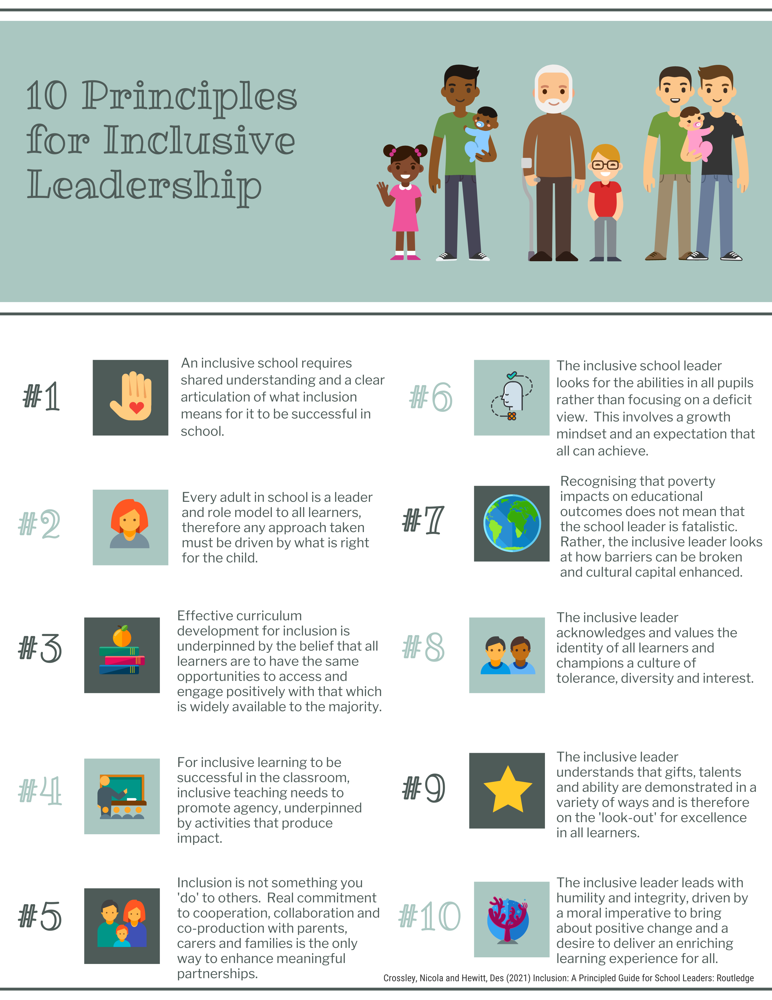 10 Principles
for Inclusive
Leadership
#1
An inclusive school requires
shared understanding and a clear
articulation of what inclusion
means for it to be successful in
school.
#2
Every adult in school is a leader
and role model to all learners,
therefore any approach taken
must be driven by what is right
for the child.
#3
Effective curriculum
development for inclusion is
underpinned by the belief that all
learners are to have the same
opportunities to access and
engage positively with that which
is widely available to the majority.
#4
For inclusive learning to be
successful in the classroom,
inclusive teaching needs to
promote agency, underpinned
by activities that produce
impact.
#5
Inclusion is not something you
'do' to others.  Real commitment
to cooperation, collaboration and
co-production with parents,
carers and families is the only
way to enhance meaningful
partnerships.
#6
The inclusive school leader
looks for the abilities in all pupils
rather than focusing on a deficit
view.  This involves a growth
mindset and an expectation that
all can achieve.
#7
Recognising that poverty
impacts on educational
outcomes does not mean that
the school leader is fatalistic.
Rather, the inclusive leader looks
at how barriers can be broken
and cultural capital enhanced.
#8
The inclusive leader
acknowledges and values the
identity of all learners and
champions a culture of
tolerance, diversity and interest.
#9
The inclusive leader
understands that gifts, talents
and ability are demonstrated in a
variety of ways and is therefore
on the 'look-out' for excellence
in all learners.
#10
The inclusive leader leads with
humility and integrity, driven by
a moral imperative to bring
about positive change and a
desire to deliver an enriching
learning experience for all.
Crossley, Nicola and Hewitt, Des (2021) Inclusion: A Principled Guide for School Leaders: Routledge